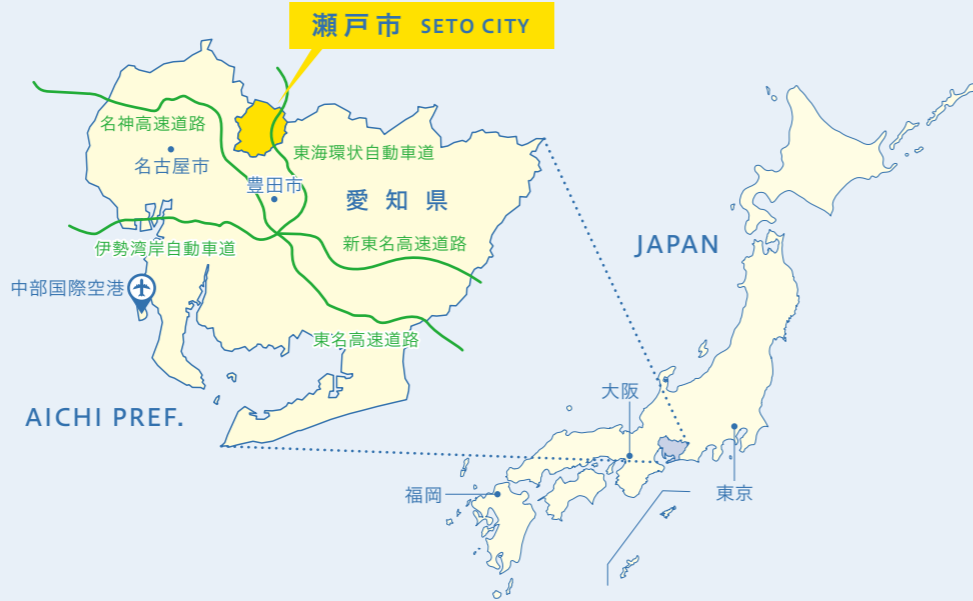 瀬戸市 SETO CITY
名神高速道路
名古屋市
東海環状自動車道
豊田市
愛知県
伊勢湾岸自動車道
新東名高速道路
中部国際空港
東名高速道路
AICHI PREF.
JAPAN
大阪
福岡
東京